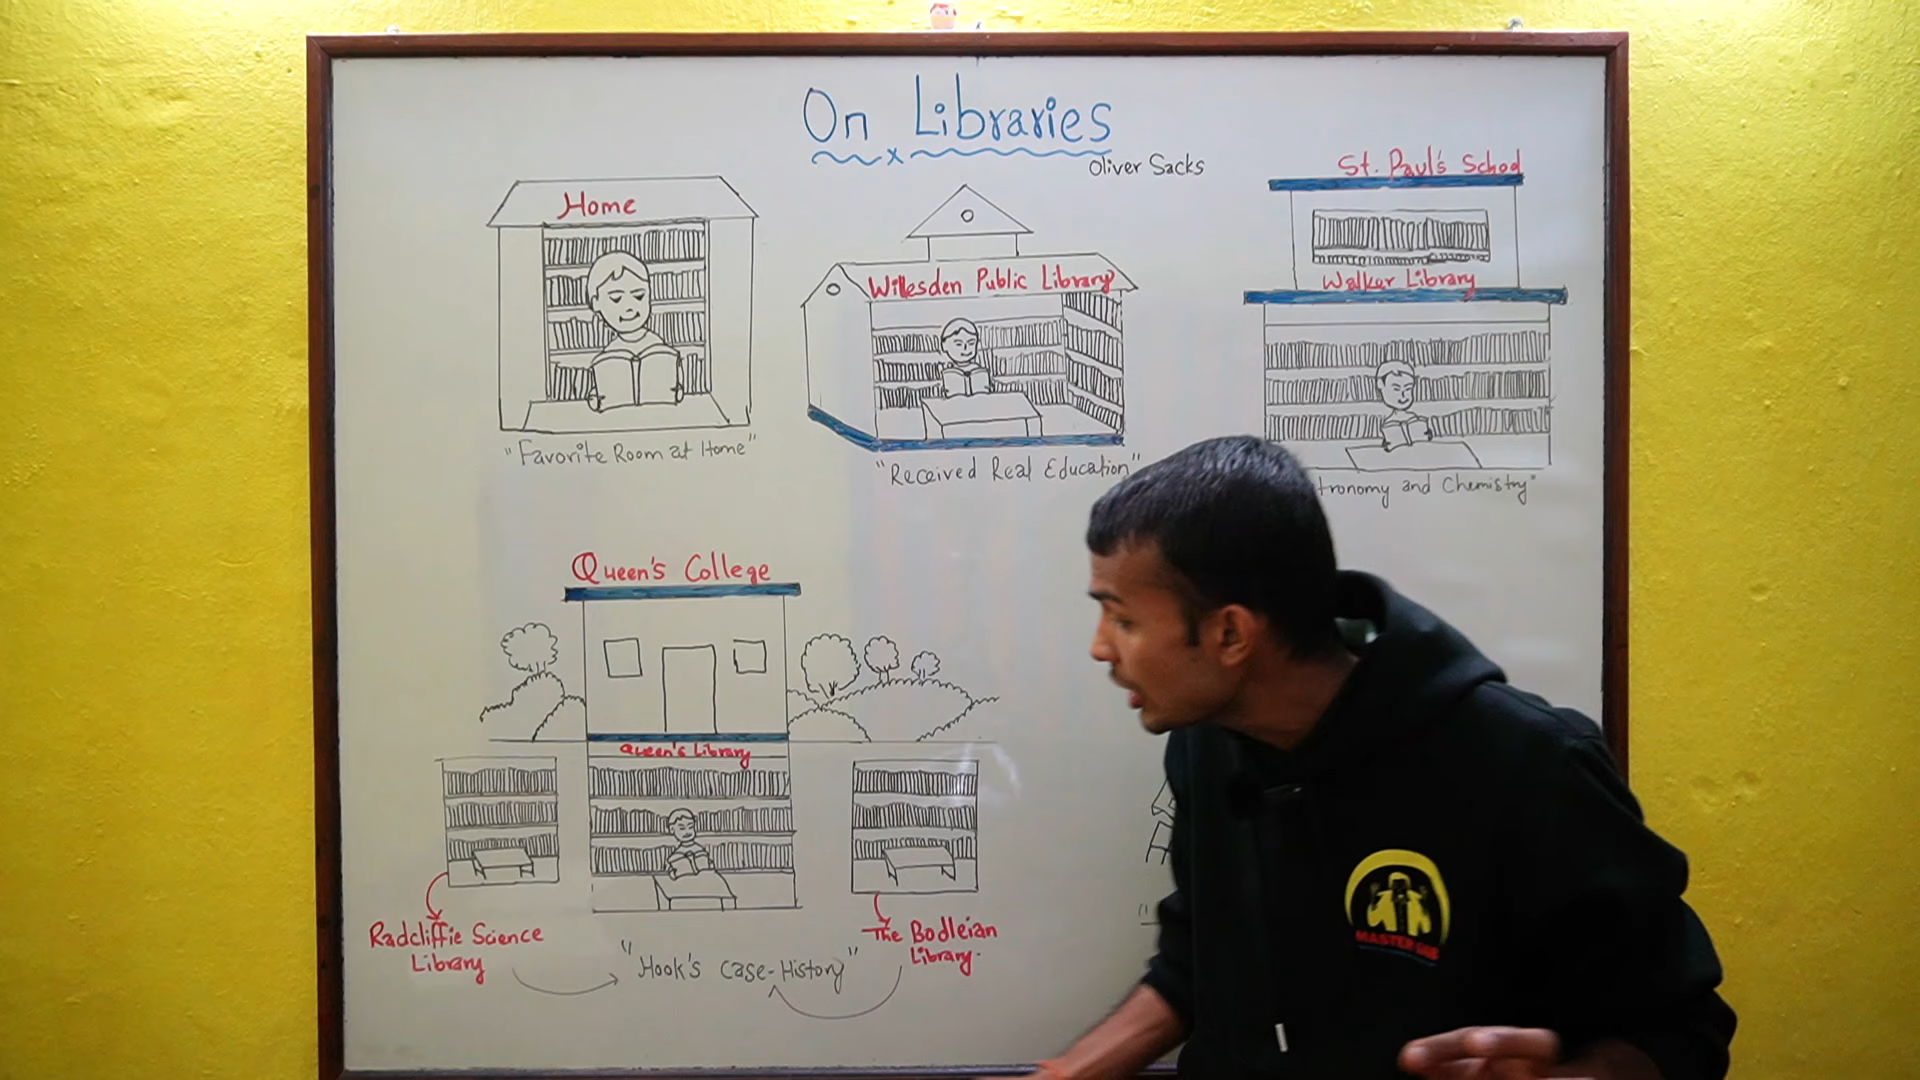 On Libraries
Oliver Sacks
Home
"Favorite Room at Home"
Willesden Public Library
"Received Real Education"
St. Paul's School
Walker Library
tronomy and Chemistry"
Queen's College
Queen's Library
Radcliffie Science
Library
The Bodleian
Library.
"Hook's Case-History"